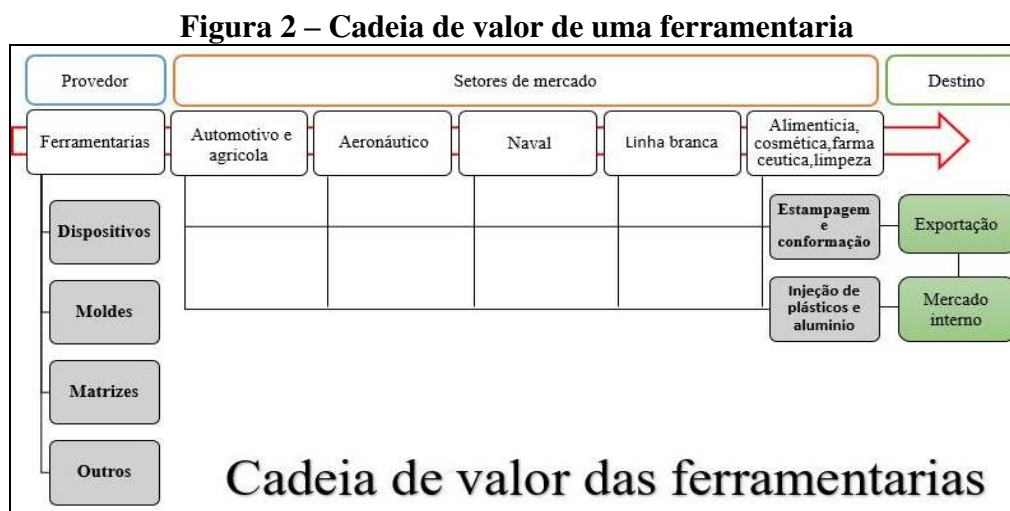 Figura 2 – Cadeia de valor de uma ferramentaria
Provedor
Setores de mercado
Destino
Ferramentarias
Automotivo e
agricola
Aeronáutico
Naval
Linha branca
Alimenticia,
cosmética,farma
ceutica,limpeza
Dispositivos
Estampagem
e
conformação
Exportação
Moldes
Injeção de
plásticos e
aluminio
Mercado
interno
Matrizes
Outros
Cadeia de valor das ferramentarias